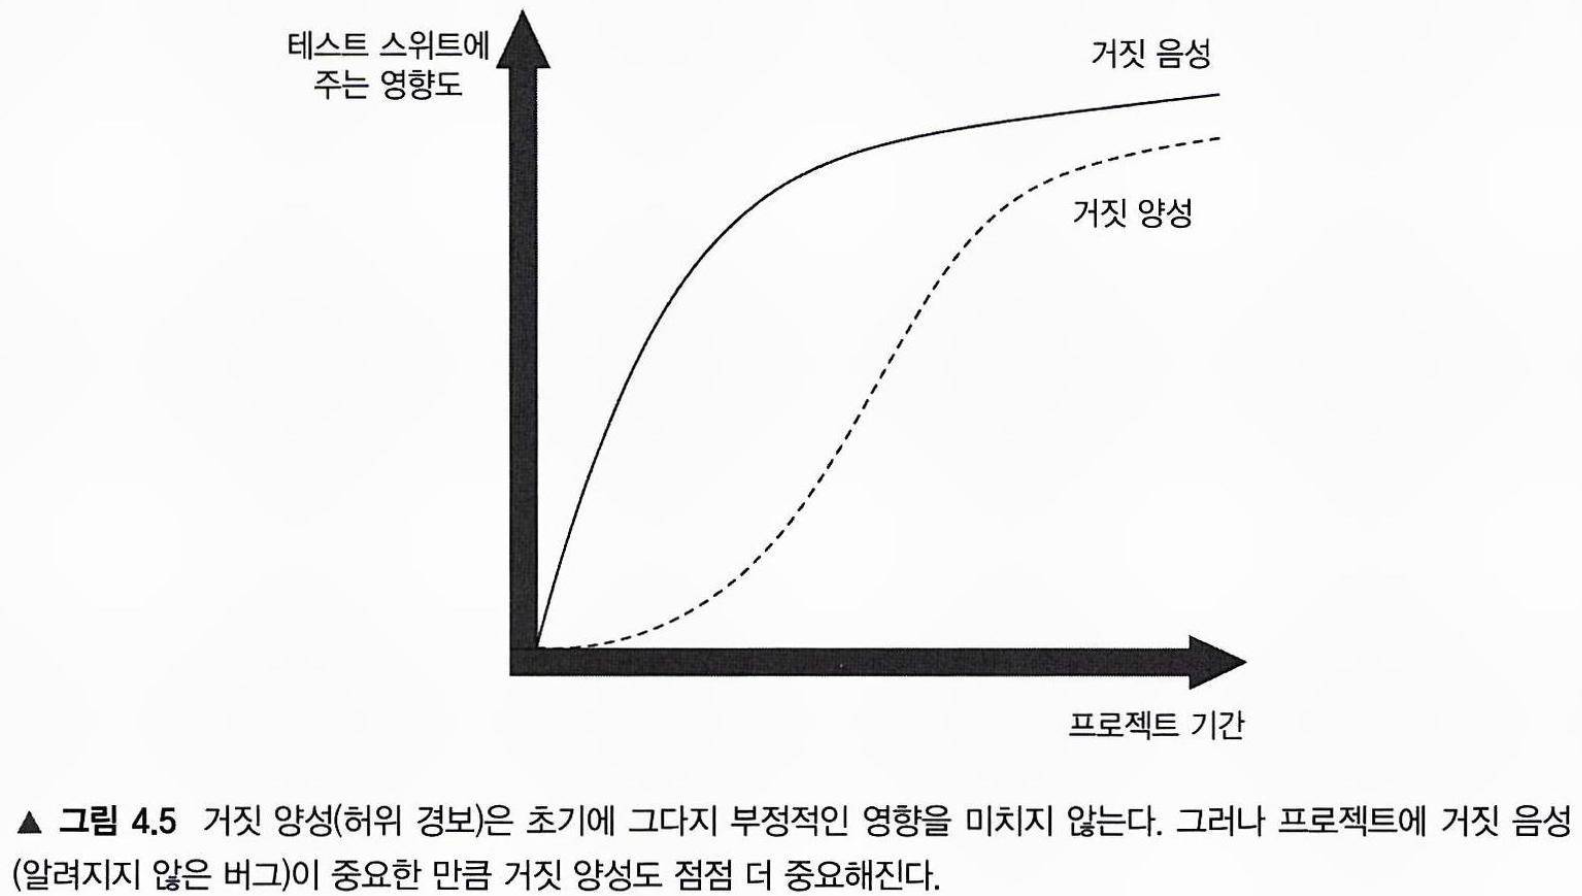 테스트 스위트에
주는 영향도
거짓 음성
거짓 양성
프로젝트 기간
▲ 그림 4.5 거짓 양성(허위 경보)은 초기에 그다지 부정적인 영향을 미치지 않는다. 그러나 프로젝트에 거짓 음성
(알려지지 않은 버그)이 중요한 만큼 거짓 양성도 점점 더 중요해진다.